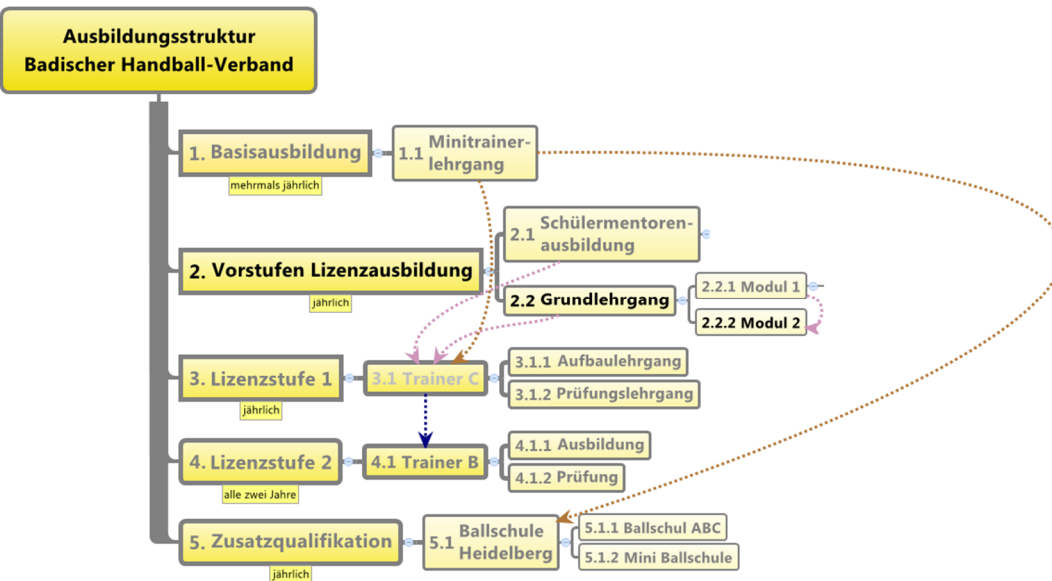 Ausbildungsstruktur
Badischer Handball-Verband
1. Basisausbildung
mehrmals jährlich
1.1 Minitrainer-
lehrgang
2. Vorstufen Lizenzausbildung
jährlich
2.1 Schülermentoren-
ausbildung
2.2 Grundlehrgang
2.2.1 Modul 1
2.2.2 Modul 2
3. Lizenzstufe 1
jährlich
3.1 Trainer C
3.1.1 Aufbaulehrgang
3.1.2 Prüfungslehrgang
4. Lizenzstufe 2
alle zwei Jahre
4.1 Trainer B
4.1.1 Ausbildung
4.1.2 Prüfung
5. Zusatzqualifikation
jährlich
5.1 Ballschule
Heidelberg
5.1.1 Ballschul ABC
5.1.2 Mini Ballschule